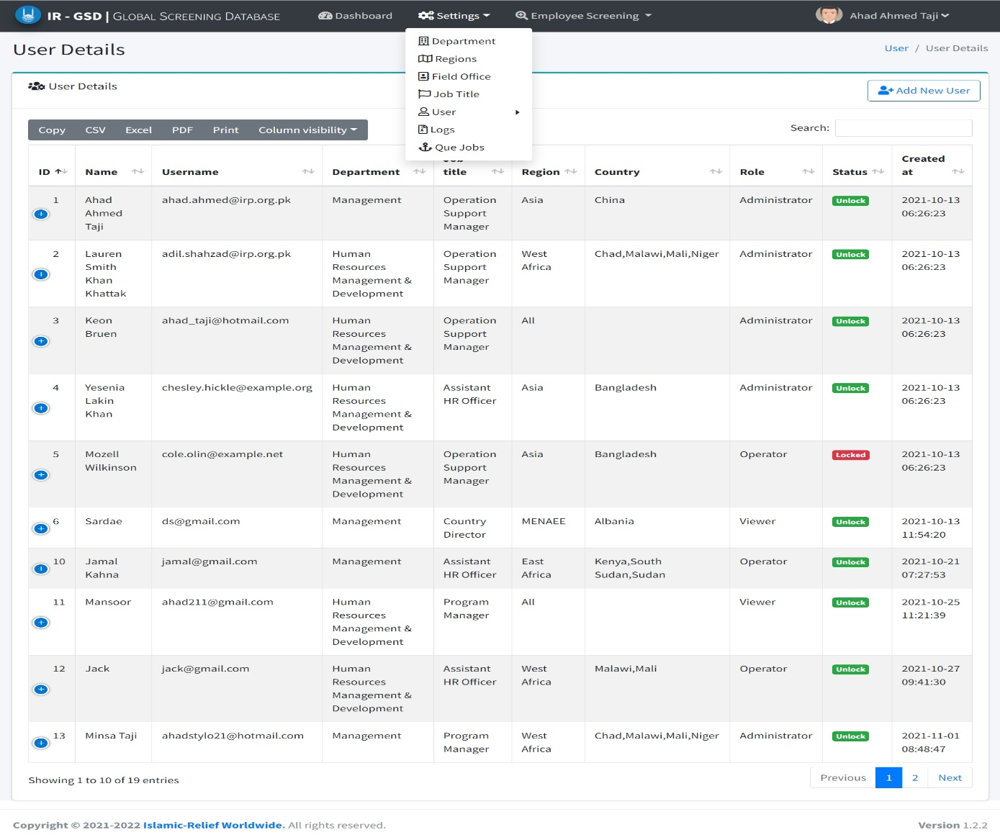 IR - GSD | GLOBAL SCREENING DATABASE Dashboard Settings Employee Screening Ahad Ahmed Taji
Department
Regions
Field Office
Job Title
User
Logs
Que Jobs
User Details
User / User Details
User Details
Add New User
Copy CSV Excel PDF Print Column visibility
Search:
ID Name Username Department title Region Country Role Status Created at
1 Ahad Ahmed Taji ahad.ahmed@irp.org.pk Management Operation Support Manager Asia China Administrator Unlock 2021-10-13 06:26:23
2 Lauren Smith Khan Khattak adil.shahzad@irp.org.pk Human Resources Management & Development Operation Support Manager West Africa Chad,Malawi,Mali,Niger Administrator Unlock 2021-10-13 06:26:23
3 Keon Bruen ahad_taji@hotmail.com Human Resources Management & Development Operation Support Manager All Administrator Unlock 2021-10-13 06:26:23
4 Yesenia Lakin Khan chesley.hickle@example.org Human Resources Management & Development Assistant HR Officer Asia Bangladesh Administrator Unlock 2021-10-13 06:26:23
5 Mozell Wilkinson cole.olin@example.net Human Resources Management & Development Operation Support Manager Asia Bangladesh Operator Locked 2021-10-13 06:26:23
6 Sardae ds@gmail.com Management Country Director MENAEE Albania Viewer Unlock 2021-10-13 11:54:20
10 Jamal Kahna jamal@gmail.com Management Assistant HR Officer East Africa Kenya,South Sudan,Sudan Operator Unlock 2021-10-21 07:27:53
11 Mansoor ahad211@gmail.com Human Resources Management & Development Program Manager All Viewer Unlock 2021-10-25 11:21:39
12 Jack jack@gmail.com Human Resources Management & Development Assistant HR Officer West Africa Malawi,Mali Operator Unlock 2021-10-27 09:41:30
13 Minsa Taji ahadstylo21@hotmail.com Management Program Manager West Africa Chad,Malawi,Mali,Niger Administrator Unlock 2021-11-01 08:48:47
Showing 1 to 10 of 19 entries
Previous 1 2 Next
Copyright © 2021-2022 Islamic-Relief Worldwide. All rights reserved.
Version 1.2.2